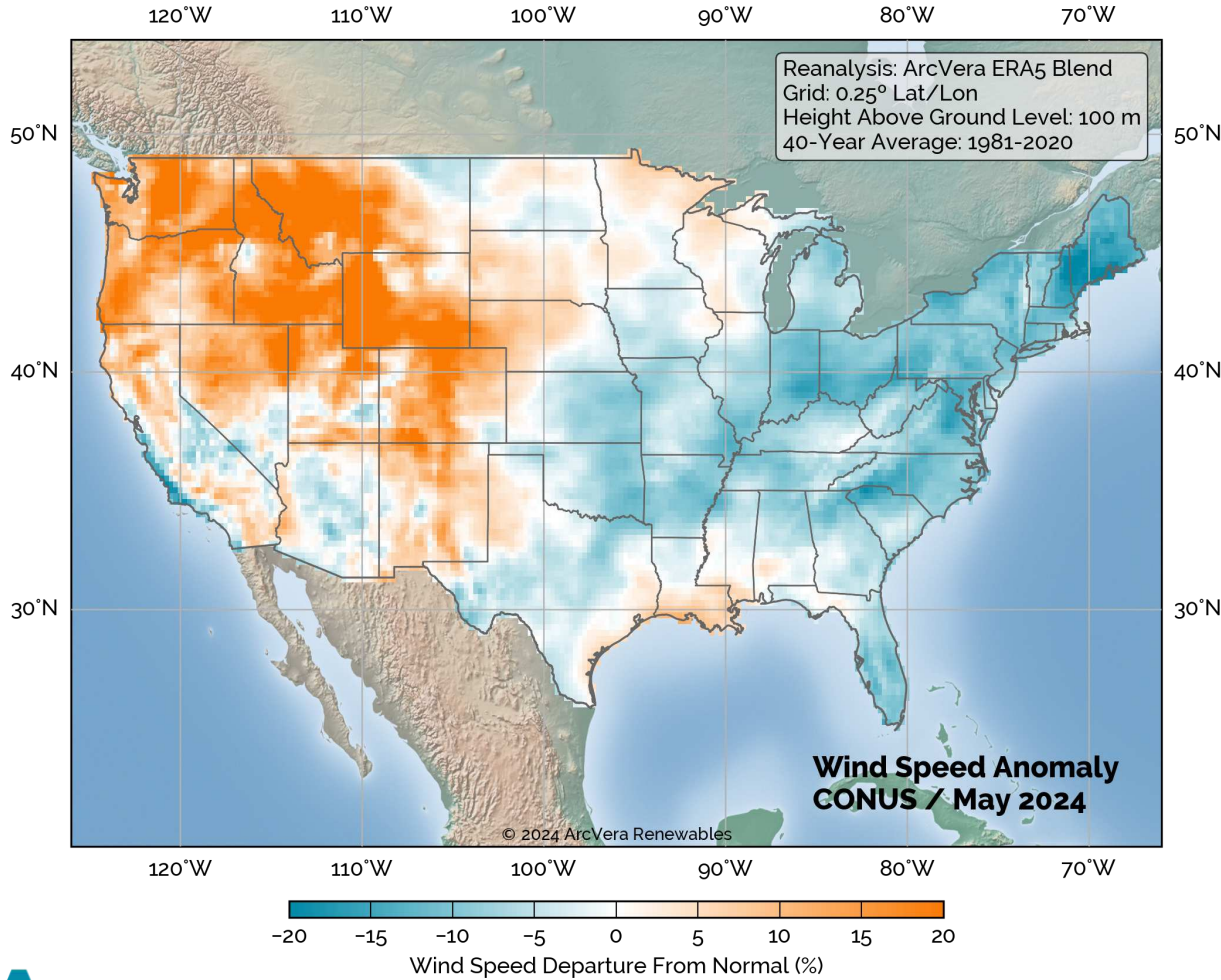 120°W 110°W 100°W 90°W 80°W 70°W
Reanalysis: ArcVera ERA5 Blend
Grid: 0.25º Lat/Lon
Height Above Ground Level: 100 m
40-Year Average: 1981-2020
50°N 50°N
40°N 40°N
30°N 30°N
Wind Speed Anomaly
CONUS / May 2024
© 2024 ArcVera Renewables
120°W 110°W 100°W 90°W 80°W 70°W
−20 −15 −10 −5 0 5 10 15 20
Wind Speed Departure From Normal (%)